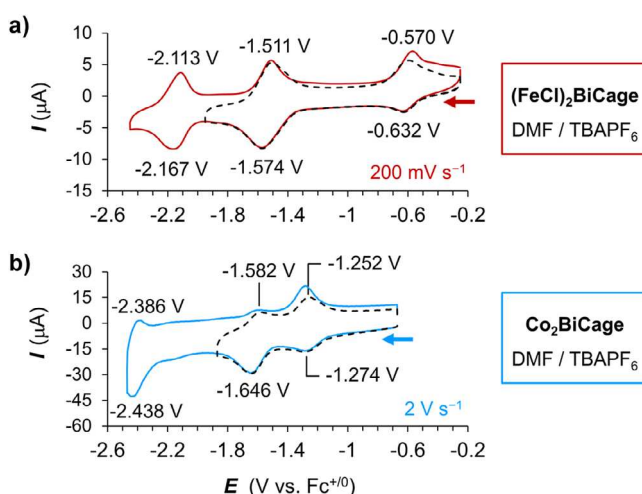 a)
10
5
0
-5
-10
-15
I (μA)
-2.113 V
-1.511 V
-0.570 V
-2.167 V
-1.574 V
-0.632 V
200 mV s⁻¹
-2.6 -2.2 -1.8 -1.4 -1 -0.6 -0.2
(FeCl)₂BiCage
DMF / TBAPF₆
b)
30
15
0
-15
-30
-45
-60
I (μA)
-2.386 V
-1.582 V
-1.252 V
-2.438 V
-1.646 V
-1.274 V
2 V s⁻¹
-2.6 -2.2 -1.8 -1.4 -1 -0.6 -0.2
E (V vs. Fc⁺/⁰)
Co₂BiCage
DMF / TBAPF₆